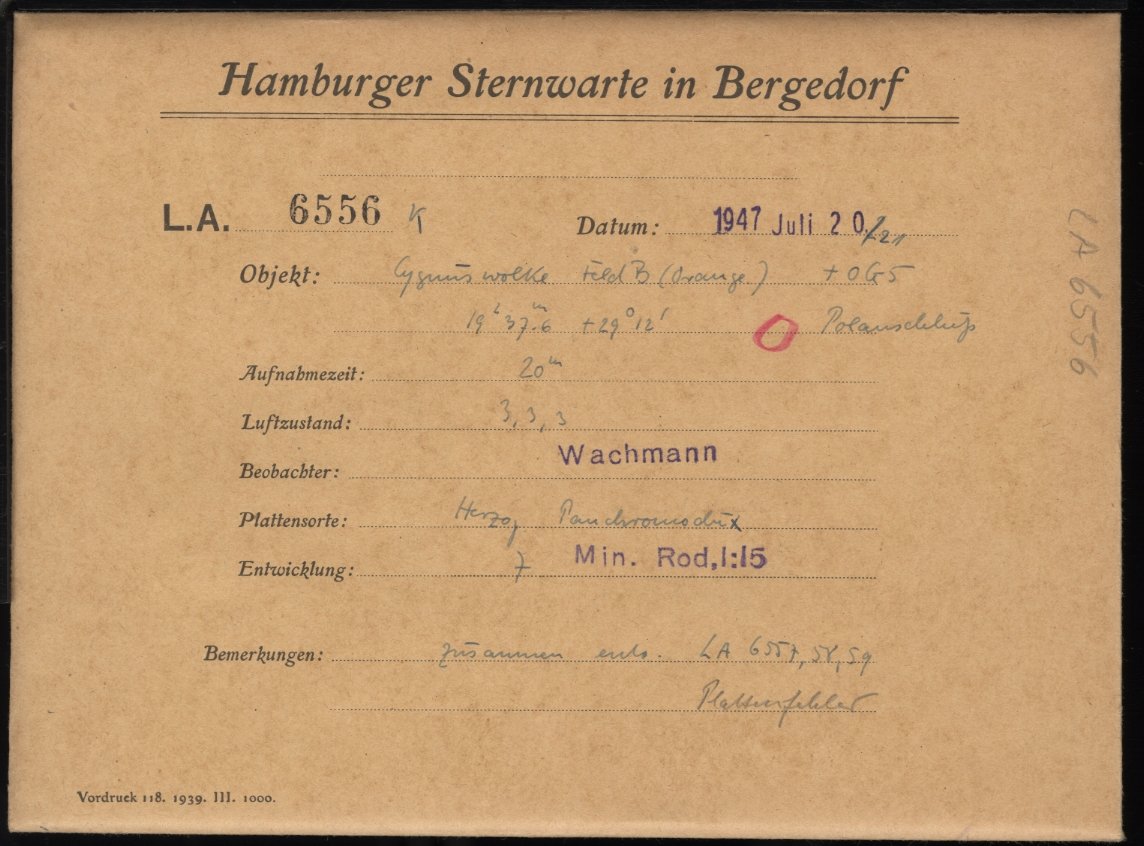 Hamburger Sternwarte in Bergedorf
L.A. 6556 K Datum: 1947 Juli 20/21
Objekt: Cygnuswolke Feld B (Orange) + OG5
19h 37m.6 +29° 12' O Polanschluß
Aufnahmezeit: 20m
Luftzustand: 3, 3, 3
Beobachter: Wachmann
Plattensorte: Herzog Panchromodux
Entwicklung: 7 Min. Rod, 1:15
Bemerkungen: zusammen entw. LA 6557, 58, 59
Plattenfehler
Vordruck 118. 1939. III. 1000.
LA 6556